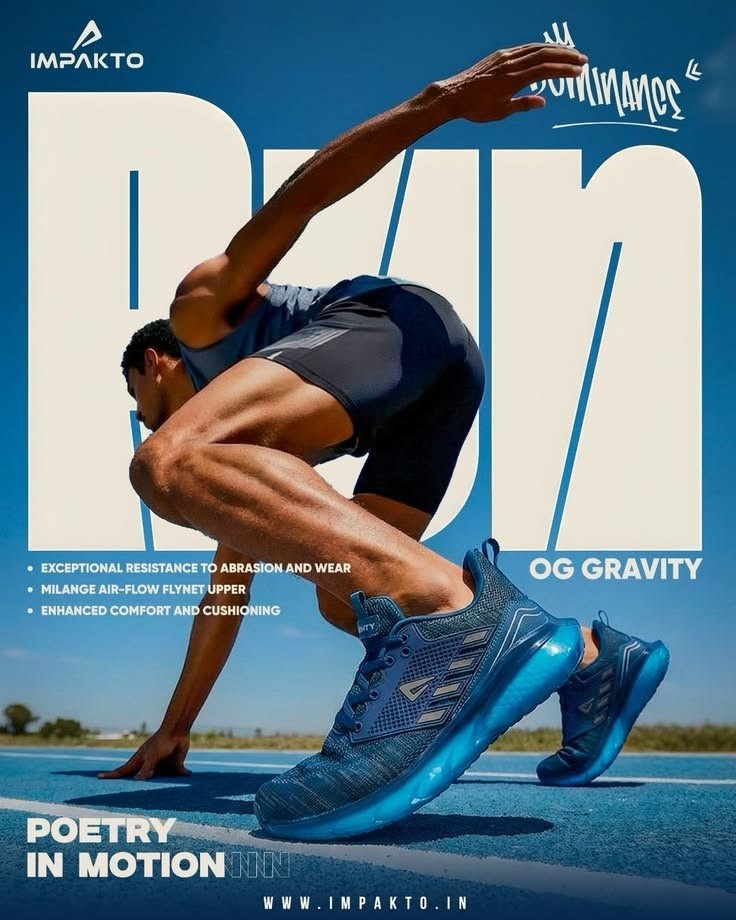 IMPAKTO
DOMINANCE
Run
• EXCEPTIONAL RESISTANCE TO ABRASION AND WEAR
• MILANGE AIR-FLOW FLYNET UPPER
• ENHANCED COMFORT AND CUSHIONING
OG GRAVITY
POETRY
IN MOTIONNNN
WWW.IMPAKTO.IN